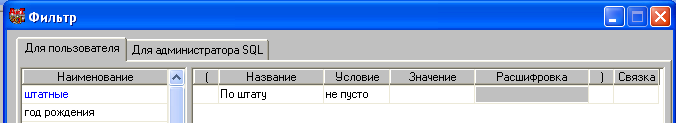 Фильтр
Для пользователя Для администратора SQL
Наименование ( Название Условие Значение Расшифровка ) Связка
штатные По штату не пусто
год рождения